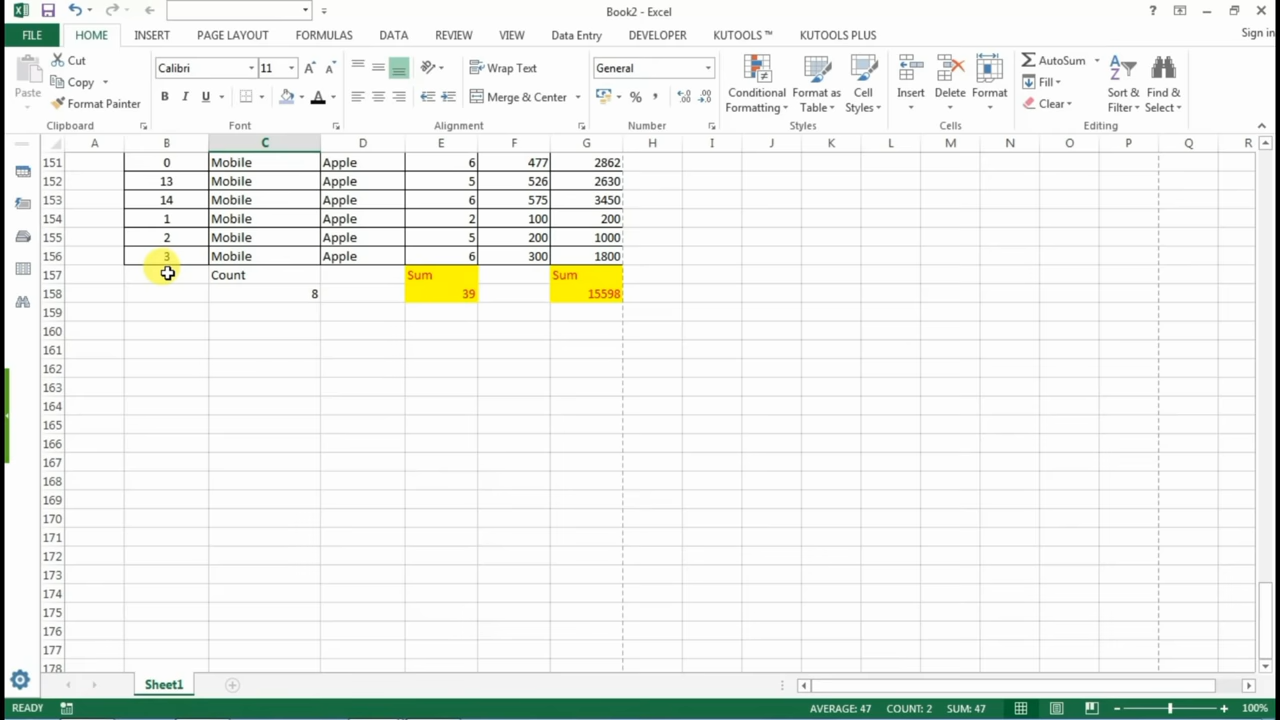 Book2 - Excel
Sign in
FILE HOME INSERT PAGE LAYOUT FORMULAS DATA REVIEW VIEW Data Entry DEVELOPER KUTOOLS ™ KUTOOLS PLUS
Paste
Cut
Copy
Format Painter
Clipboard
Calibri 11
B I U
A
Font
Wrap Text
Merge & Center
Alignment
General
%
Number
Conditional Formatting
Format as Table
Cell Styles
Styles
Insert
Delete
Format
Cells
AutoSum
Fill
Clear
Sort & Filter
Find & Select
Editing
A B C D E F G H I J K L M N O P Q R
151 0 Mobile Apple 6 477 2862
152 13 Mobile Apple 5 526 2630
153 14 Mobile Apple 6 575 3450
154 1 Mobile Apple 2 100 200
155 2 Mobile Apple 5 200 1000
156 3 Mobile Apple 6 300 1800
157 Count Sum Sum
158 8 39 15598
159
160
161
162
163
164
165
166
167
168
169
170
171
172
173
174
175
176
177
178
Sheet1
READY AVERAGE: 47 COUNT: 2 SUM: 47 100%